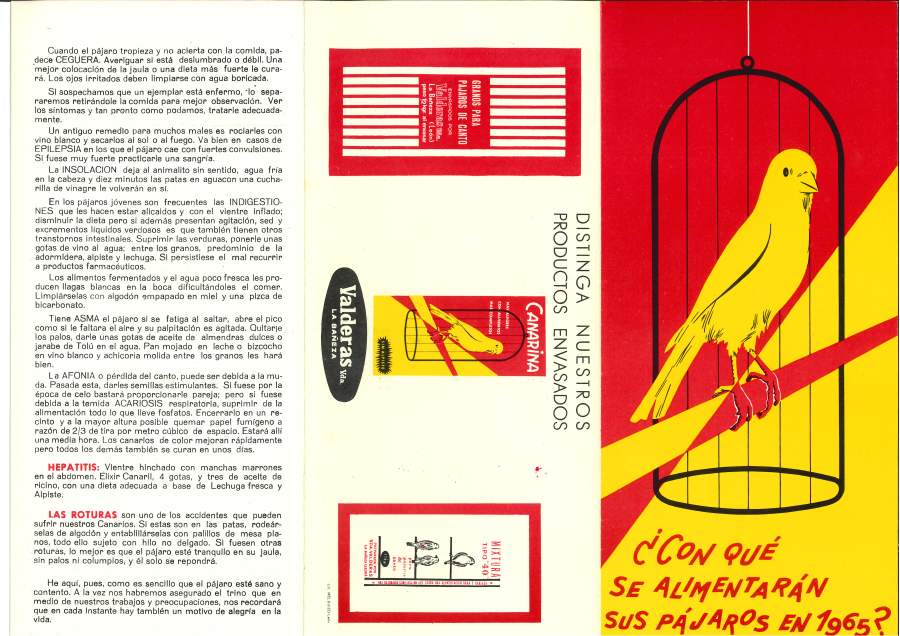 Cuando el pájaro tropieza y no acierta con la comida, pa-
dece CEGUERA. Averiguar si está deslumbrado o débil. Una
mejor colocación de la jaula o una dieta más fuerte le cura-
rá. Los ojos irritados deben limpiarse con agua boricada.
Si sospechamos que un ejemplar está enfermo, lo sepa-
raremos retirándole la comida para mejor observación. Ver
los síntomas y tan pronto como podamos, tratarle adecuada-
mente.
Un antiguo remedio para muchos males es rociarles con
vino blanco y secarlos al sol o al fuego. Va bien en casos de
EPILEPSIA en los que el pájaro cae con fuertes convulsiones.
Si fuese muy fuerte practicarle una sangría.
La INSOLACION deja al animalito sin sentido, agua fría
en la cabeza y diez minutos las patas en aguacon una cucha-
rilla de vinagre le volverán en sí.
En los pájaros jóvenes son frecuentes las INDIGESTIO-
NES que les hacen estar alicaídos y con el vientre inflado;
disminuir la dieta pero si además presentan agitación, sed y
excrementos líquidos verdosos es que también tienen otros
transtornos intestinales. Suprimir las verduras, ponerle unas
gotas de vino al agua; entre los granos, predominio de la
adormidera, alpiste y lechuga. Si persistiese el mal recurrir
a productos farmacéuticos.
Los alimentos fermentados y el agua poco fresca les pro-
ducen llagas blancas en la boca dificultándoles el comer.
Limpiárselas con algodón empapado en miel y una pizca de
bicarbonato.
Tiene ASMA el pájaro si se fatiga al saltar, abre el pico
como si le faltara el aire y su palpitación es agitada. Quitarle
los palos, darle unas gotas de aceite de almendras dulces o
jarabe de Tolú en el agua. Pan mojado en leche o bizcocho
en vino blanco y achicoria molida entre los granos les hará
bien.
La AFONIA o pérdida del canto, puede ser debida a la mu-
da. Pasada esta, darles semillas estimulantes. Si fuese por la
época de celo bastará proporcionarle pareja; pero si fuese
debida a la temida ACARIOSIS respiratoria, suprimir de la
alimentación todo lo que lleve fosfatos. Encerrarlo en un re-
cinto y a la mayor altura posible quemar papel fumígeno a
razón de 2/3 de tira por metro cúbico de espacio. Estará allí
una media hora. Los canarios de color mejoran rápidamente
pero todos los demás también se curan en unos días.
HEPATITIS: Vientre hinchado con manchas marrones
en el abdomen. Elixir Canaril, 4 gotas, y tres de aceite de
ricino, con una dieta adecuada a base de Lechuga fresca y
Alpiste.
LAS ROTURAS son uno de los accidentes que pueden
sufrir nuestros Canarios. Si estas son en las patas, rodeár-
selas de algodón y entablillárselas con palillos de mesa pla-
nos, todo ello sujeto con hilo no delgado. Si fuesen otras
roturas, lo mejor es que el pájaro esté tranquilo en su jaula,
sin palos ni columpios, y él solo se repondrá.
He aquí, pues, como es sencillo que el pájaro esté sano y
contento. A la vez nos habremos asegurado el trino que en
medio de nuestros trabajos y preocupaciones, nos recordará
que en cada instante hay también un motivo de alegría en la
vida.
DISTINGA NUESTROS
PRODUCTOS ENVASADOS
GRANOS PARA
PAJAROS DE CANTO
ENVASADOS POR
Valderas Vda.
La Bañeza (León)
CANARINA
Valderas Vda.
LA BAÑEZA
MIXTURA
TIPO "40"
¿CON QUÉ
SE ALIMENTARÁN
SUS PÁJAROS EN 1965?